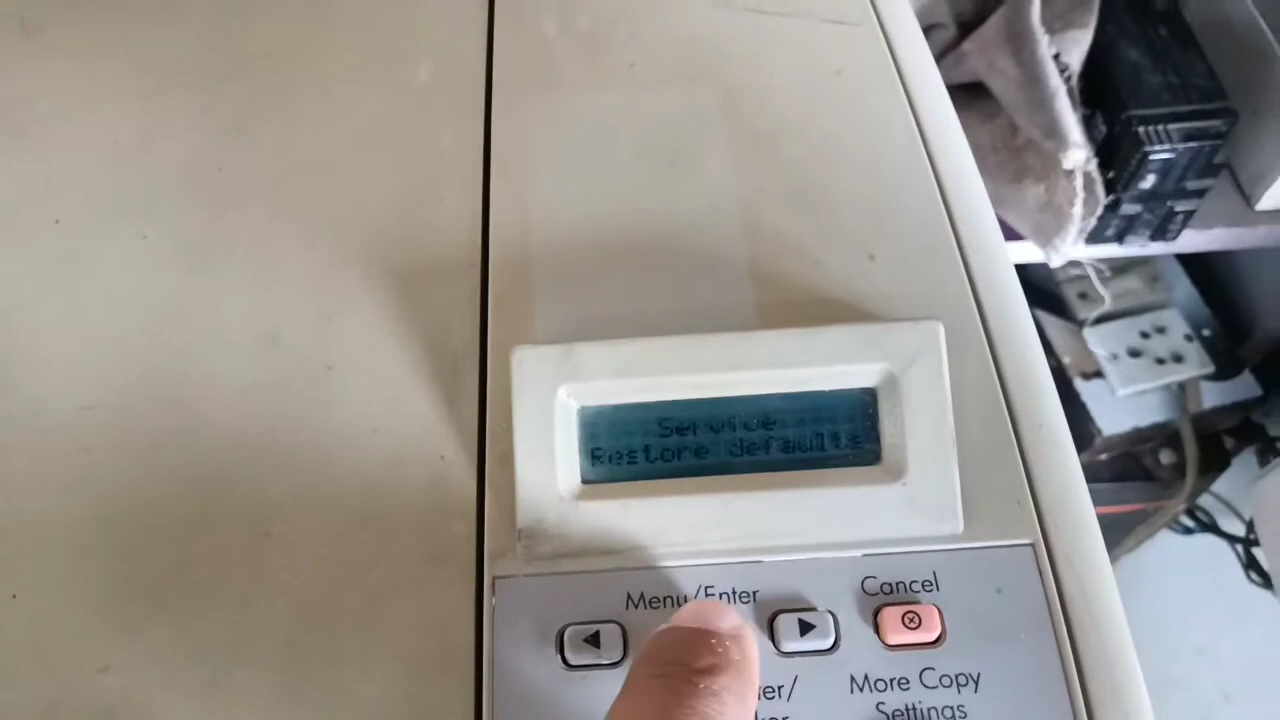 Service
Restore defaults
Menu/Enter
Cancel
More Copy
Settings